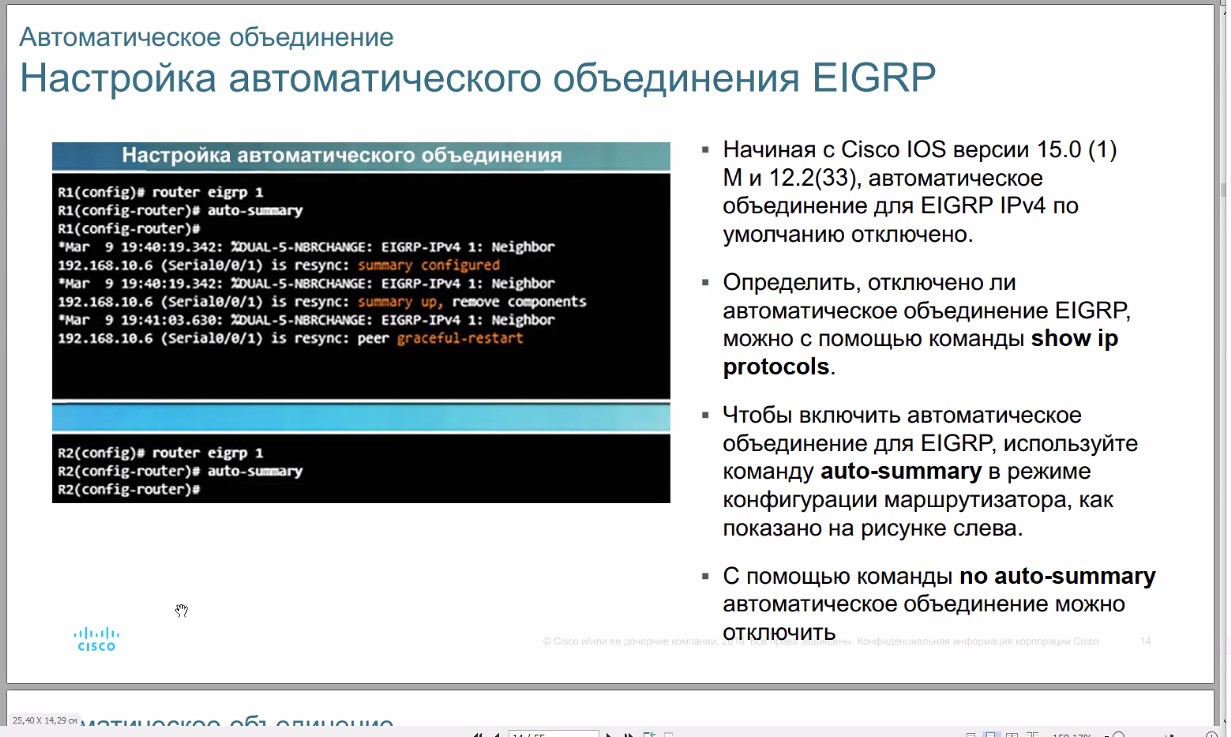 Автоматическое объединение
Настройка автоматического объединения EIGRP
Настройка автоматического объединения
R1(config)# router eigrp 1
R1(config-router)# auto-summary
R1(config-router)#
*Mar 9 19:40:19.342: %DUAL-5-NBRCHANGE: EIGRP-IPv4 1: Neighbor
192.168.10.6 (Serial0/0/1) is resync: summary configured
*Mar 9 19:40:19.342: %DUAL-5-NBRCHANGE: EIGRP-IPv4 1: Neighbor
192.168.10.6 (Serial0/0/1) is resync: summary up, remove components
*Mar 9 19:41:03.630: %DUAL-5-NBRCHANGE: EIGRP-IPv4 1: Neighbor
192.168.10.6 (Serial0/0/1) is resync: peer graceful-restart
R2(config)# router eigrp 1
R2(config-router)# auto-summary
R2(config-router)#
▪ Начиная с Cisco IOS версии 15.0 (1)
M и 12.2(33), автоматическое
объединение для EIGRP IPv4 по
умолчанию отключено.
▪ Определить, отключено ли
автоматическое объединение EIGRP,
можно с помощью команды show ip
protocols.
▪ Чтобы включить автоматическое
объединение для EIGRP, используйте
команду auto-summary в режиме
конфигурации маршрутизатора, как
показано на рисунке слева.
▪ С помощью команды no auto-summary
автоматическое объединение можно
отключить
CISCO
© Cisco и/или ее дочерние компании, защищены. Конфиденциальная информация корпорации Cisco
14
25,40 X 14,29 см
матическое объединение